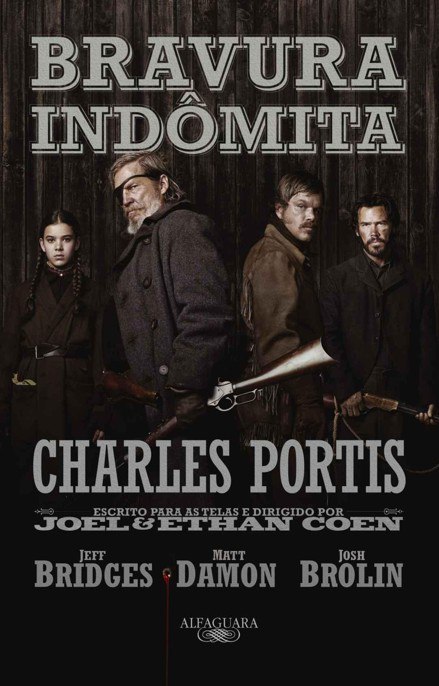 BRAVURA
INDÔMITA
CHARLES PORTIS
ESCRITO PARA AS TELAS E DIRIGIDO POR
JOEL & ETHAN COEN
JEFF BRIDGES
MATT DAMON
JOSH BROLIN
ALFAGUARA